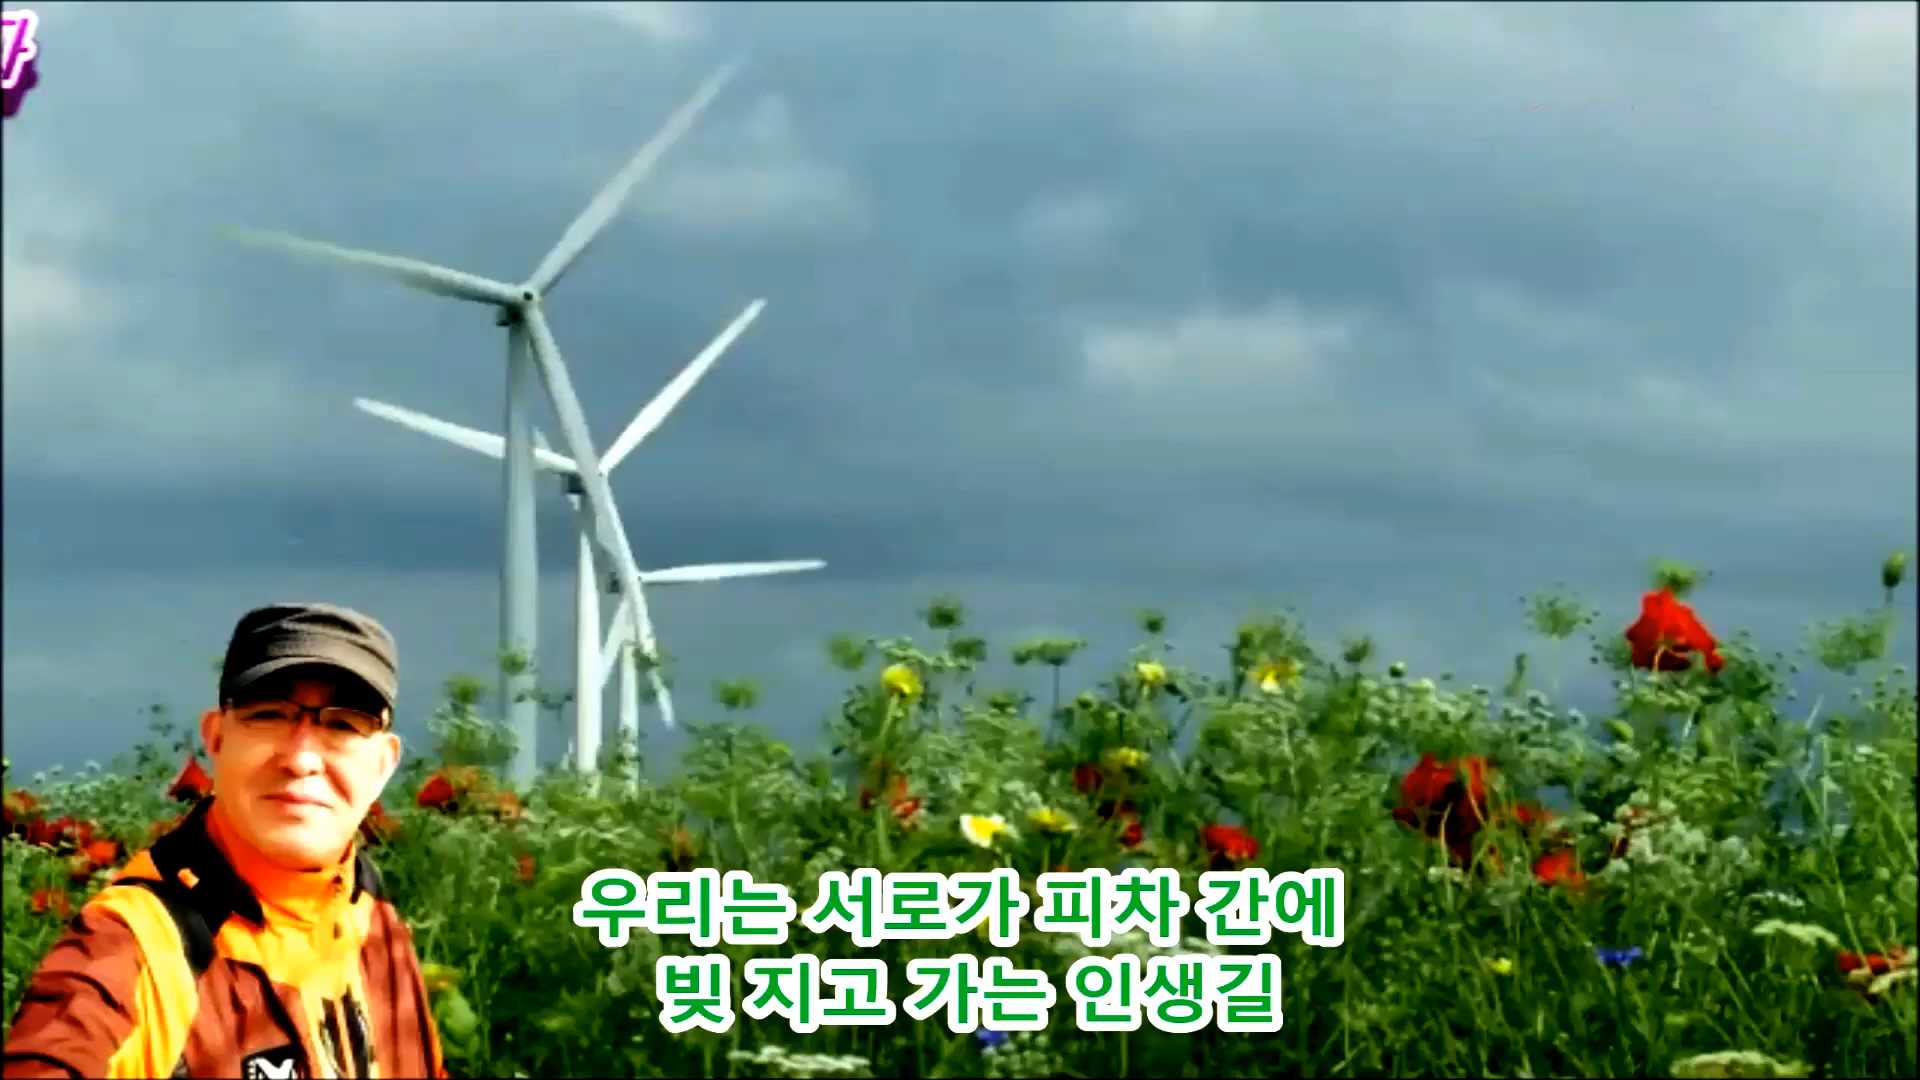 우리는 서로가 피차 간에
빚 지고 가는 인생길